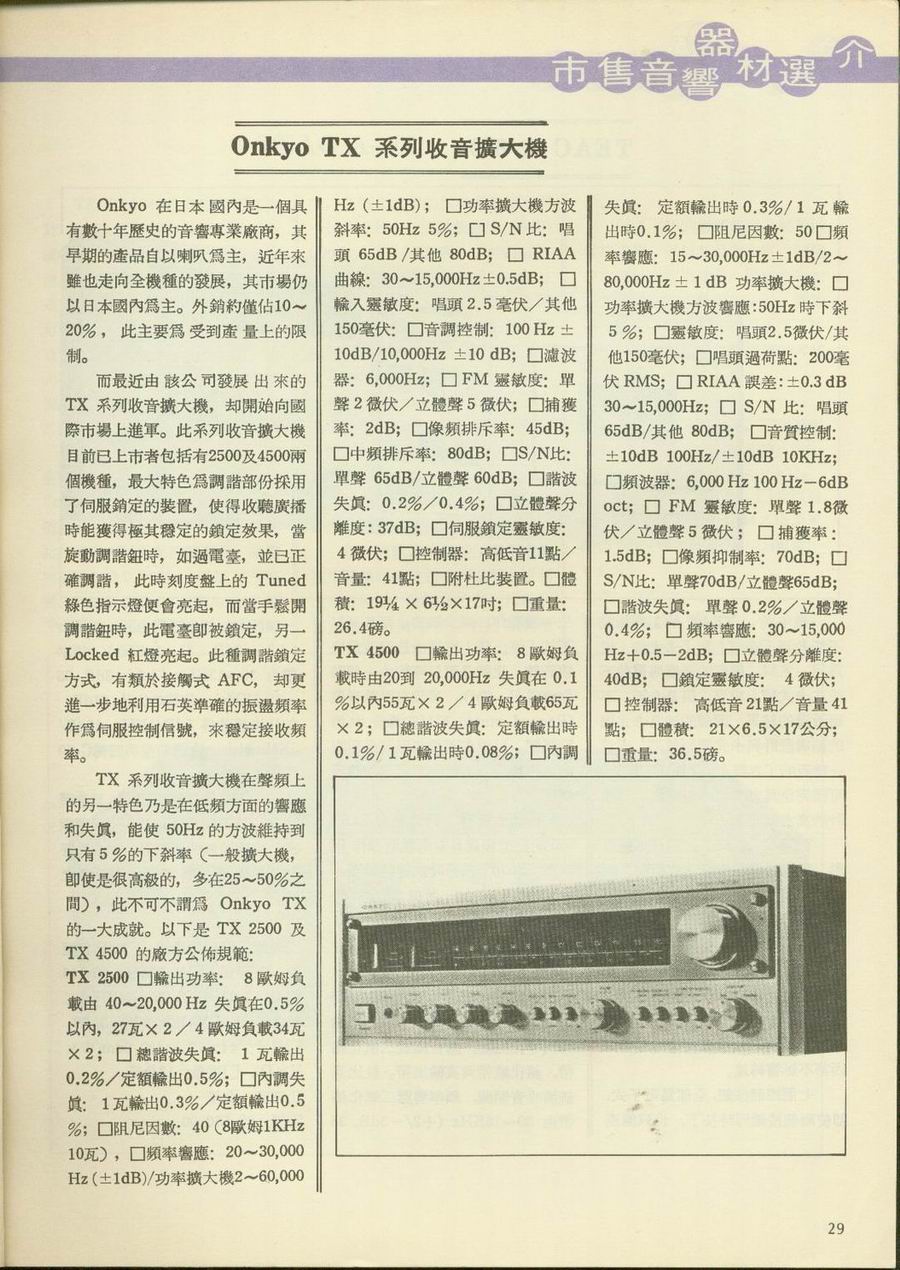 市售音響器材選介
Onkyo TX 系列收音擴大機
Onkyo 在日本國內是一個具
有數十年歷史的音響專業廠商，其
早期的產品自以喇叭爲主，近年來
雖也走向全機種的發展，其市場仍
以日本國內爲主。外銷約僅佔10～
20%，此主要爲受到產量上的限
制。
而最近由該公司發展出來的
TX 系列收音擴大機，却開始向國
際市場上進軍。此系列收音擴大機
目前已上市者包括有2500及4500兩
個機種，最大特色爲調諧部份採用
了伺服鎖定的裝置，使得收聽廣播
時能獲得極其穩定的鎖定效果，當
旋動調諧鈕時，如過電臺，並已正
確調諧，此時刻度盤上的 Tuned
綠色指示燈便會亮起，而當手鬆開
調諧鈕時，此電臺卽被鎖定，另一
Locked 紅燈亮起。此種調諧鎖定
方式，有類於接觸式 AFC，却更
進一步地利用石英準確的振盪頻率
作爲伺服控制信號，來穩定接收頻
率。
TX 系列收音擴大機在聲頻上
的另一特色乃是在低頻方面的響應
和失眞，能使 50Hz 的方波維持到
只有 5 %的下斜率（一般擴大機，
卽使是很高級的，多在25～50%之
間），此不可不謂爲 Onkyo TX
的一大成就。以下是 TX 2500 及
TX 4500 的廠方公佈規範：
TX 2500 □輸出功率： 8 歐姆負
載由 40～20,000 Hz 失眞在0.5%
以內，27瓦×2／4 歐姆負載34瓦
×2；□總諧波失眞： 1 瓦輸出
0.2%/定額輸出0.5%；□內調失
眞： 1瓦輸出0.3%／定額輸出0.5
%；□阻尼因數：40（8歐姆1KHz
10瓦），□頻率響應：20～30,000
Hz (±1dB)/功率擴大機2～60,000
Hz (±1dB)；□功率擴大機方波
斜率：50Hz 5%；□S/N 比：唱
頭 65dB /其他 80dB；□ RIAA
曲線：30～15,000Hz±0.5dB；□
輸入靈敏度：唱頭 2.5 毫伏／其他
150毫伏：□音調控制：100 Hz ±
10dB/10,000Hz ±10 dB；□濾波
器：6,000Hz；□ FM 靈敏度：單
聲 2 微伏／立體聲 5 微伏；□捕獲
率：2dB；□像頻排斥率：45dB；
□中頻排斥率：80dB；□S/N比：
單聲 65dB/立體聲 60dB；□諧波
失眞：0.2%／0.4%；□立體聲分
離度：37dB；□伺服鎖定靈敏度：
4 微伏；□控制器：高低音11點／
音量：41點；□附杜比裝置。□體
積：19¼ × 6½×17吋；□重量：
26.4磅。
TX 4500 □輸出功率： 8 歐姆負
載時由20到 20,000Hz 失眞在 0.1
%以內55瓦×2／4 歐姆負載65瓦
×2；□總諧波失眞：定額輸出時
0.1%/ 1 瓦輸出時0.08%；□內調
失眞：定額輸出時 0.3%/ 1 瓦輸
出時0.1%；□阻尼因數：50□頻
率響應：15～30,000Hz±1dB/2～
80,000Hz ± 1 dB 功率擴大機：□
功率擴大機方波響應：50Hz 時下斜
5 %；□靈敏度：唱頭2.5微伏/其
他150毫伏；□唱頭過荷點：200毫
伏 RMS；□ RIAA 誤差：±0.3 dB
30～15,000Hz；□ S/N 比：唱頭
65dB/其他 80dB；□音質控制：
±10dB 100Hz/±10dB 10KHz；
□頻波器：6,000 Hz 100 Hz－6dB
oct；□ FM 靈敏度：單聲 1.8微
伏／立體聲 5 微伏；□捕獲率：
1.5dB；□像頻抑制率：70dB；□
S/N比：單聲70dB/立體聲65dB；
□諧波失眞：單聲 0.2%／立體聲
0.4%；□頻率響應：30～15,000
Hz+0.5－2dB；□立體聲分離度：
40dB；□鎖定靈敏度： 4 微伏；
□控制器：高低音 21點／音量 41
點；□體積：21×6.5×17公分；
□重量：36.5磅。
29